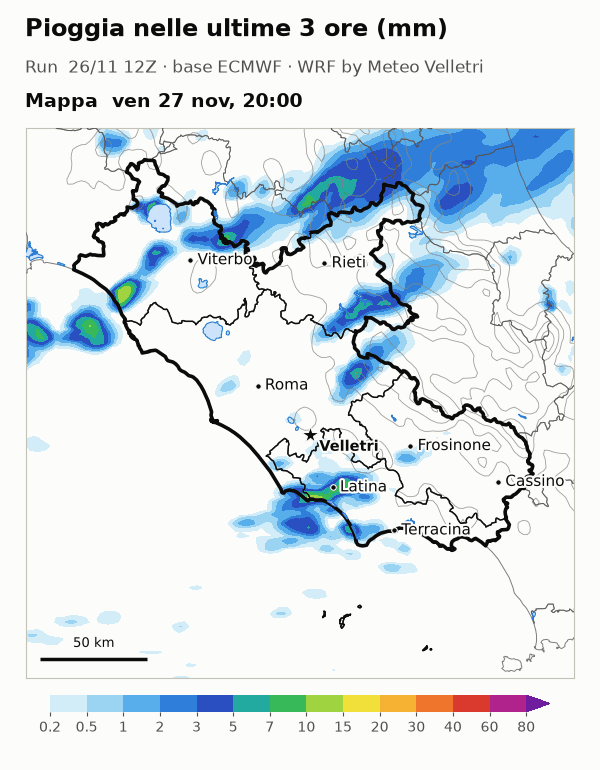 Pioggia nelle ultime 3 ore (mm)
Run  26/11 12Z · base ECMWF · WRF by Meteo Velletri
Mappa  ven 27 nov, 20:00
Viterbo
Rieti
Roma
Velletri
Frosinone
Latina
Cassino
Terracina
50 km
0.2 0.5 1 2 3 5 7 10 15 20 30 40 60 80